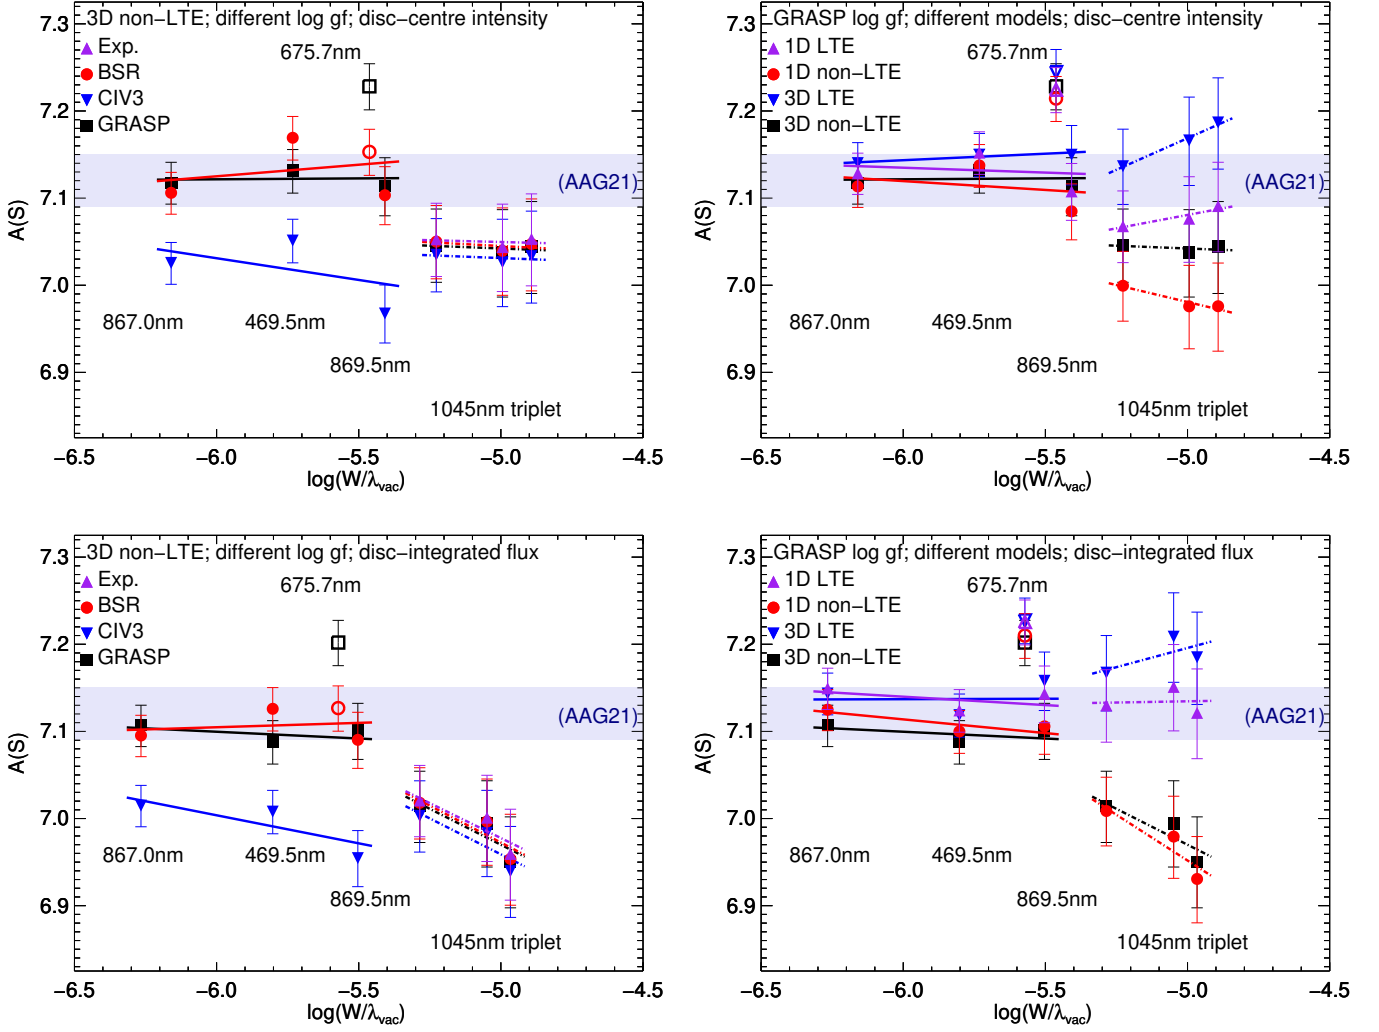 3D non−LTE; different log gf; disc−centre intensity
Exp.
BSR
CIV3
GRASP
675.7nm
(AAG21)
867.0nm
469.5nm
869.5nm
1045nm triplet
7.3
7.2
7.1
7.0
6.9
A(S)
−6.5 −6.0 −5.5 −5.0 −4.5
log(W/λvac)
GRASP log gf; different models; disc−centre intensity
1D LTE
1D non−LTE
3D LTE
3D non−LTE
675.7nm
(AAG21)
867.0nm
469.5nm
869.5nm
1045nm triplet
7.3
7.2
7.1
7.0
6.9
A(S)
−6.5 −6.0 −5.5 −5.0 −4.5
log(W/λvac)
3D non−LTE; different log gf; disc−integrated flux
Exp.
BSR
CIV3
GRASP
675.7nm
(AAG21)
867.0nm
469.5nm
869.5nm
1045nm triplet
7.3
7.2
7.1
7.0
6.9
A(S)
−6.5 −6.0 −5.5 −5.0 −4.5
log(W/λvac)
GRASP log gf; different models; disc−integrated flux
1D LTE
1D non−LTE
3D LTE
3D non−LTE
675.7nm
(AAG21)
867.0nm
469.5nm
869.5nm
1045nm triplet
7.3
7.2
7.1
7.0
6.9
A(S)
−6.5 −6.0 −5.5 −5.0 −4.5
log(W/λvac)